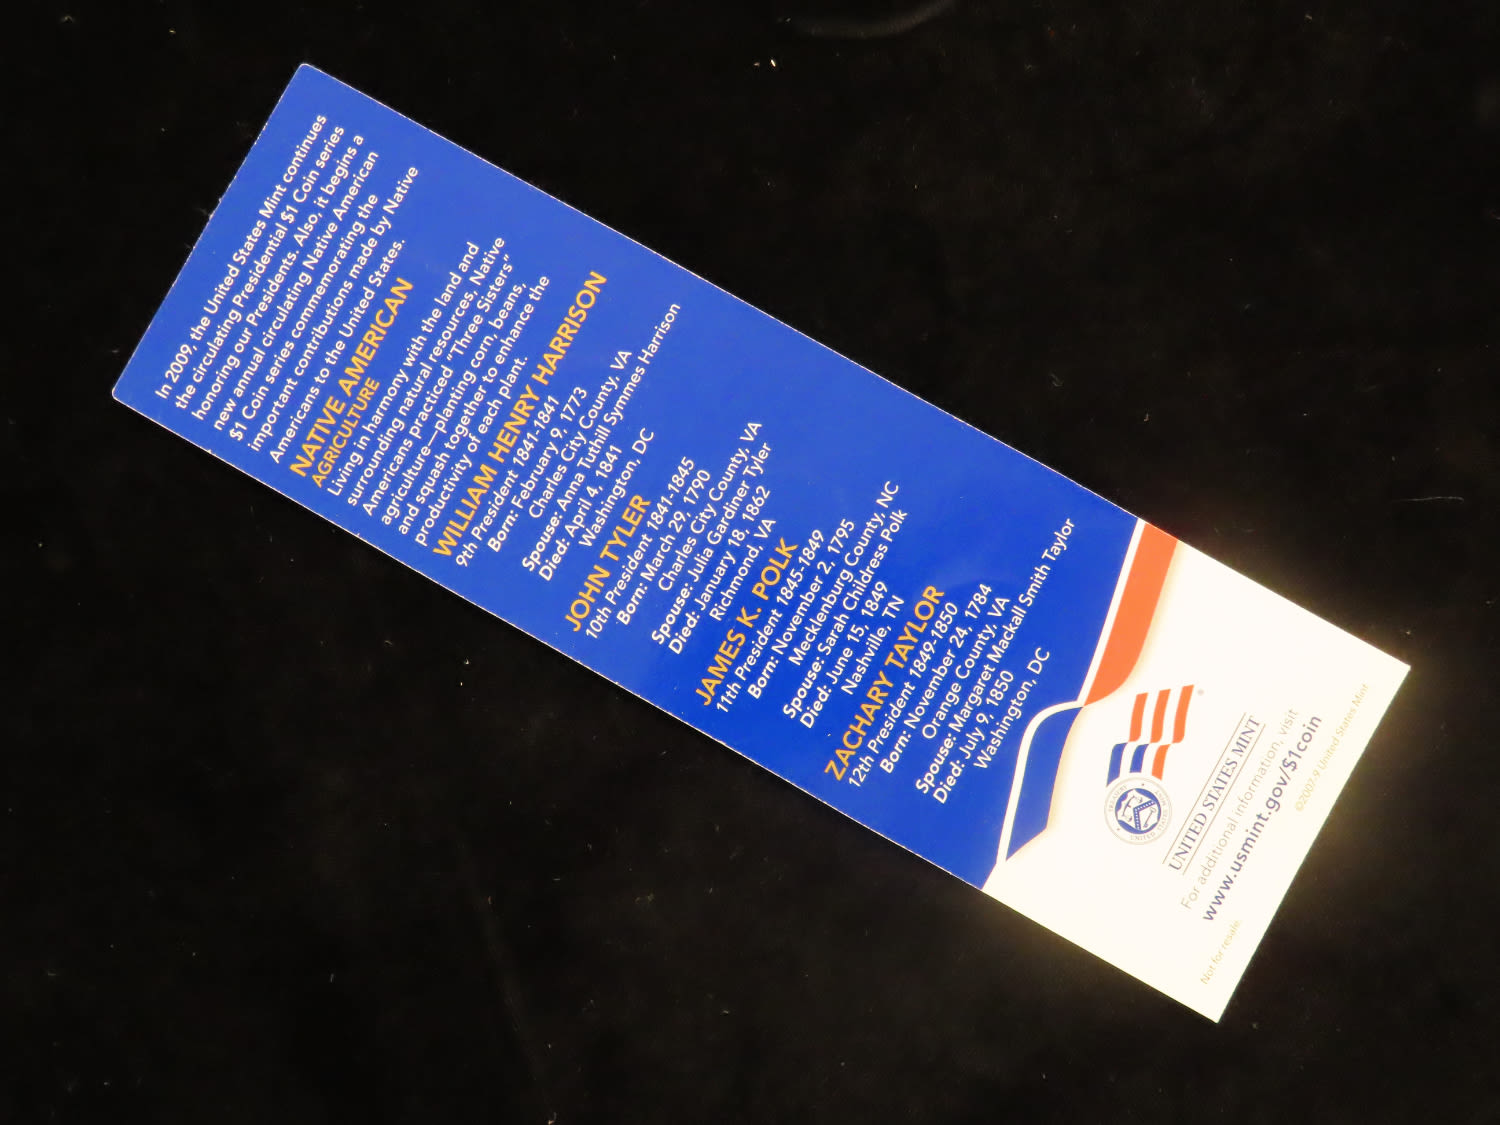 In 2009, the United States Mint continues
the circulating Presidential $1 Coin series
honoring our Presidents. Also, it begins a
new annual circulating Native American
$1 Coin series commemorating the
important contributions made by Native
Americans to the United States.
NATIVE AMERICAN
AGRICULTURE
Living in harmony with the land and
surrounding natural resources, Native
Americans practiced "Three Sisters"
agriculture—planting corn, beans,
and squash together to enhance the
productivity of each plant.
WILLIAM HENRY HARRISON
9th President 1841-1841
Born: February 9, 1773
Charles City County, VA
Spouse: Anna Tuthill Symmes Harrison
Died: April 4, 1841
Washington, DC
JOHN TYLER
10th President 1841-1845
Born: March 29, 1790
Charles City County, VA
Spouse: Julia Gardiner Tyler
Died: January 18, 1862
Richmond, VA
JAMES K. POLK
11th President 1845-1849
Born: November 2, 1795
Mecklenburg County, NC
Spouse: Sarah Childress Polk
Died: June 15, 1849
Nashville, TN
ZACHARY TAYLOR
12th President 1849-1850
Born: November 24, 1784
Orange County, VA
Spouse: Margaret Mackall Smith Taylor
Died: July 9, 1850
Washington, DC
UNITED STATES MINT
For additional information, visit
www.usmint.gov/$1coin
Not for resale.
©2007-9 United States Mint